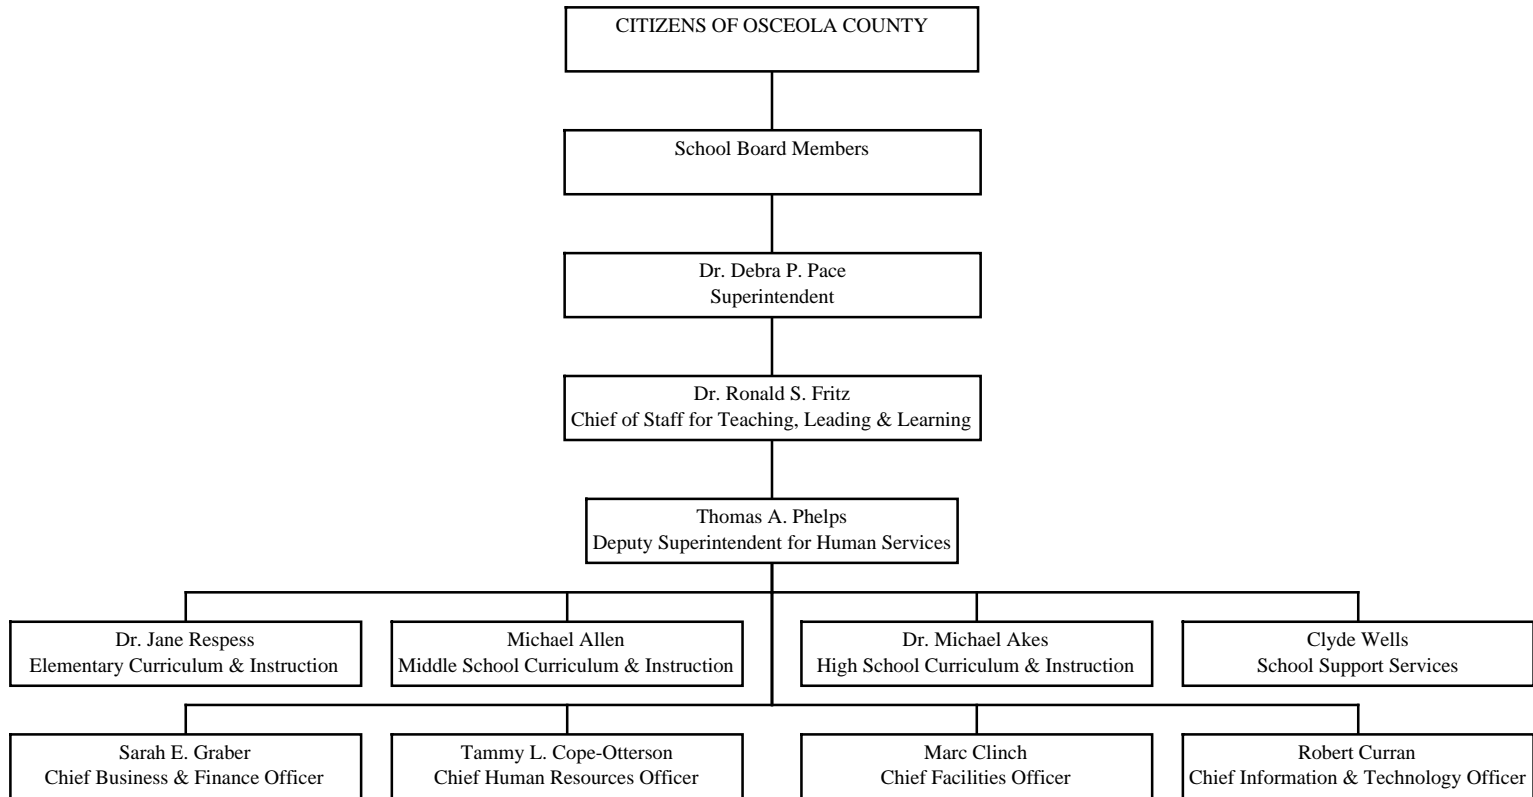 CITIZENS OF OSCEOLA COUNTY
School Board Members
Dr. Debra P. Pace
Superintendent
Dr. Ronald S. Fritz
Chief of Staff for Teaching, Leading & Learning
Thomas A. Phelps
Deputy Superintendent for Human Services
Dr. Jane Respess
Elementary Curriculum & Instruction
Michael Allen
Middle School Curriculum & Instruction
Dr. Michael Akes
High School Curriculum & Instruction
Clyde Wells
School Support Services
Sarah E. Graber
Chief Business & Finance Officer
Tammy L. Cope-Otterson
Chief Human Resources Officer
Marc Clinch
Chief Facilities Officer
Robert Curran
Chief Information & Technology Officer